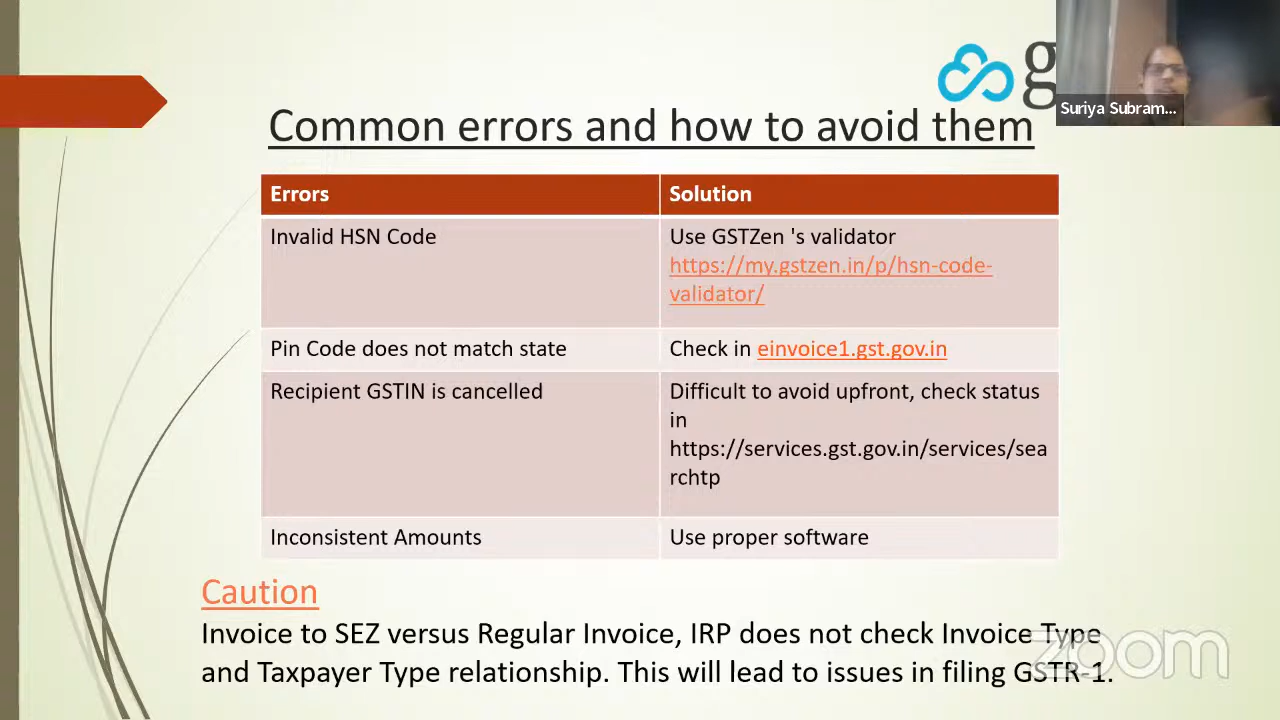 g
Suriya Subram...
Common errors and how to avoid them
Errors
Solution
Invalid HSN Code
Use GSTZen 's validator
https://my.gstzen.in/p/hsn-code-
validator/
Pin Code does not match state
Check in einvoice1.gst.gov.in
Recipient GSTIN is cancelled
Difficult to avoid upfront, check status
in
https://services.gst.gov.in/services/sea
rchtp
Inconsistent Amounts
Use proper software
Caution
Invoice to SEZ versus Regular Invoice, IRP does not check Invoice Type
and Taxpayer Type relationship. This will lead to issues in filing GSTR-1.
zoom